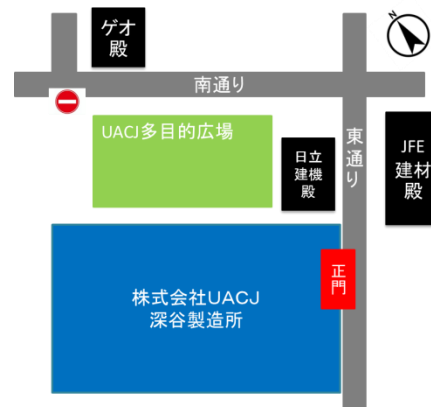 ゲオ
殿
N
南通り
UACJ多目的広場
日立
建機
殿
東通り
JFE
建材
殿
正門
株式会社UACJ
深谷製造所